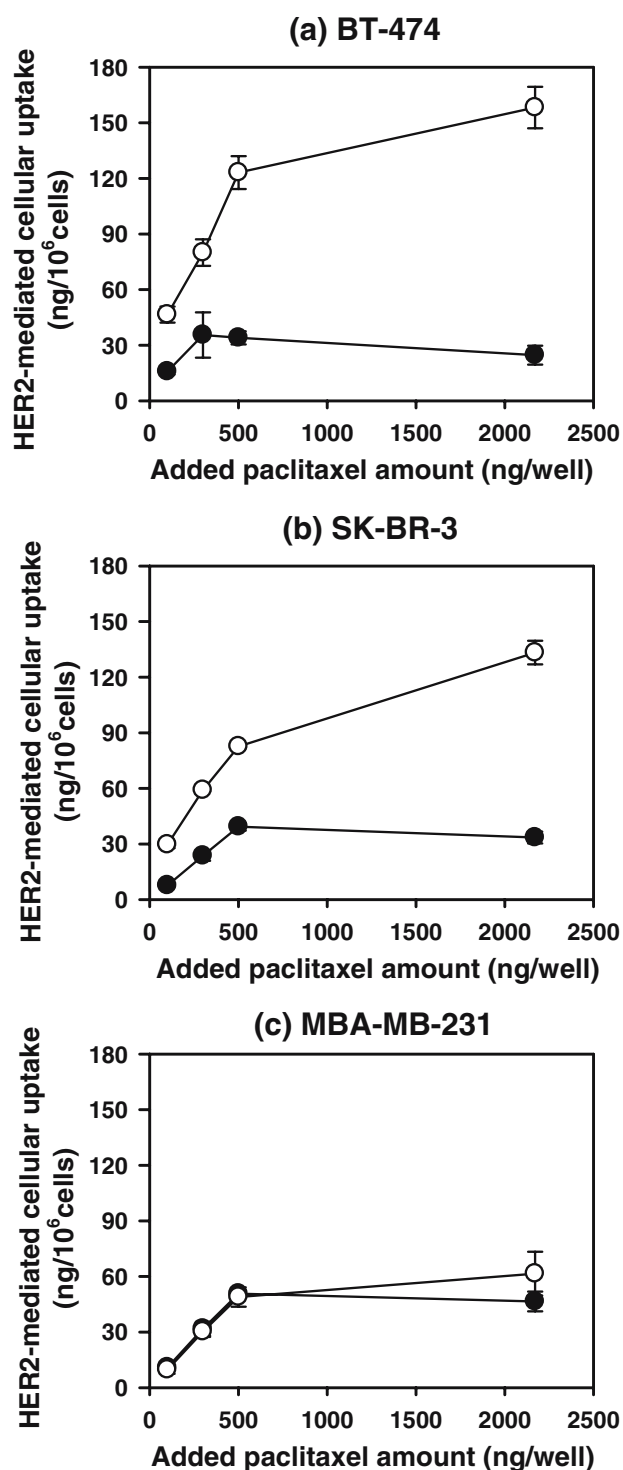 (a) BT-474
HER2-mediated cellular uptake
(ng/10⁶cells)
180
150
120
90
60
30
0
0 500 1000 1500 2000 2500
Added paclitaxel amount (ng/well)
(b) SK-BR-3
HER2-mediated cellular uptake
(ng/10⁶cells)
180
150
120
90
60
30
0
0 500 1000 1500 2000 2500
Added paclitaxel amount (ng/well)
(c) MBA-MB-231
HER2-mediated cellular uptake
(ng/10⁶cells)
180
150
120
90
60
30
0
0 500 1000 1500 2000 2500
Added paclitaxel amount (ng/well)